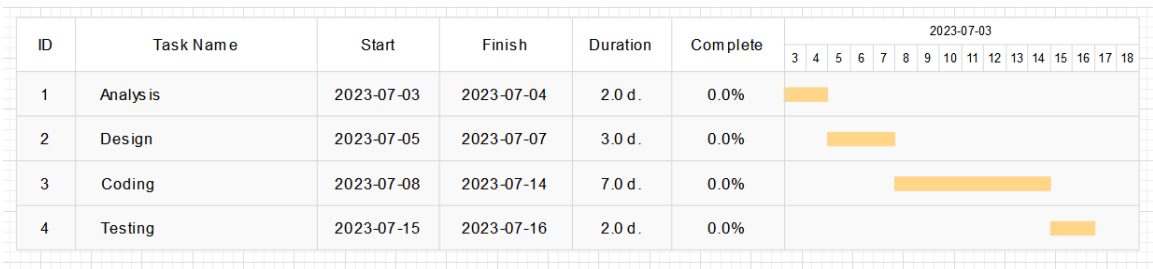 ID Task Name Start Finish Duration Complete 2023-07-03
3 4 5 6 7 8 9 10 11 12 13 14 15 16 17 18
1 Analysis 2023-07-03 2023-07-04 2.0 d. 0.0%
2 Design 2023-07-05 2023-07-07 3.0 d. 0.0%
3 Coding 2023-07-08 2023-07-14 7.0 d. 0.0%
4 Testing 2023-07-15 2023-07-16 2.0 d. 0.0%